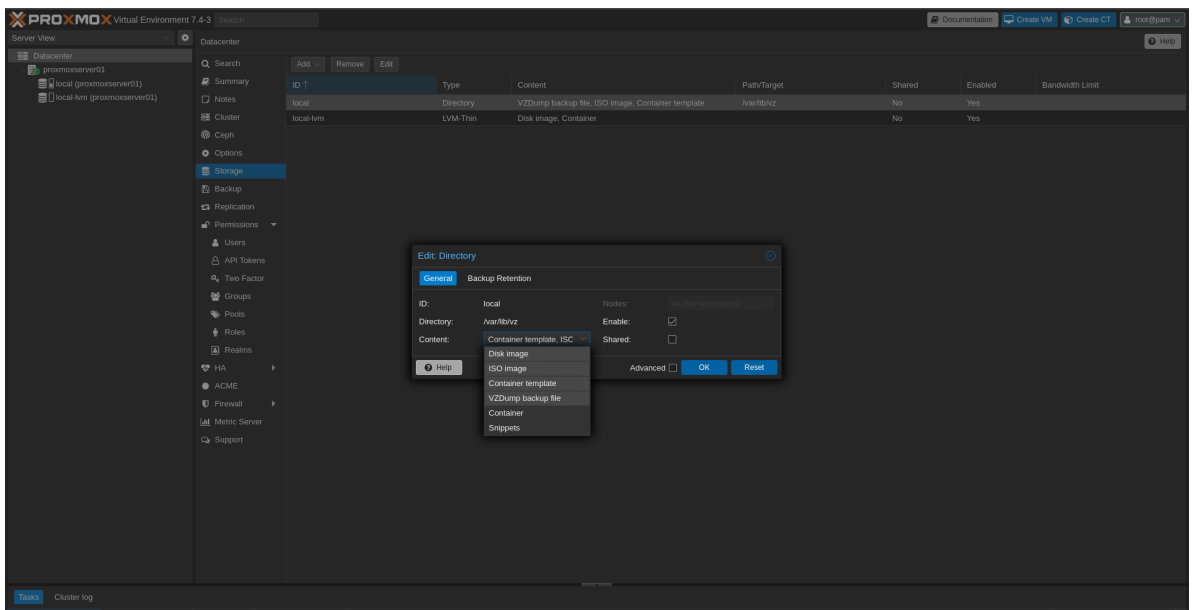 PROXMOX Virtual Environment 7.4-3 Search Documentation Create VM Create CT root@pam
Server View
Datacenter
proxmoxserver01
local (proxmoxserver01)
local-lvm (proxmoxserver01)
Datacenter Help
Search
Summary
Notes
Cluster
Ceph
Options
Storage
Backup
Replication
Permissions
Users
API Tokens
Two Factor
Groups
Pools
Roles
Realms
HA
ACME
Firewall
Metric Server
Support
Add Remove Edit
ID ↑ Type Content Path/Target Shared Enabled Bandwidth Limit
local Directory VZDump backup file, ISO image, Container template /var/lib/vz No Yes
local-lvm LVM-Thin Disk image, Container No Yes
Edit: Directory
General Backup Retention
ID: local Nodes: All (No restrictions)
Directory: /var/lib/vz Enable:
Content: Container template, ISC Shared:
Disk image
ISO image
Container template
VZDump backup file
Container
Snippets
Help Advanced OK Reset
Tasks Cluster log